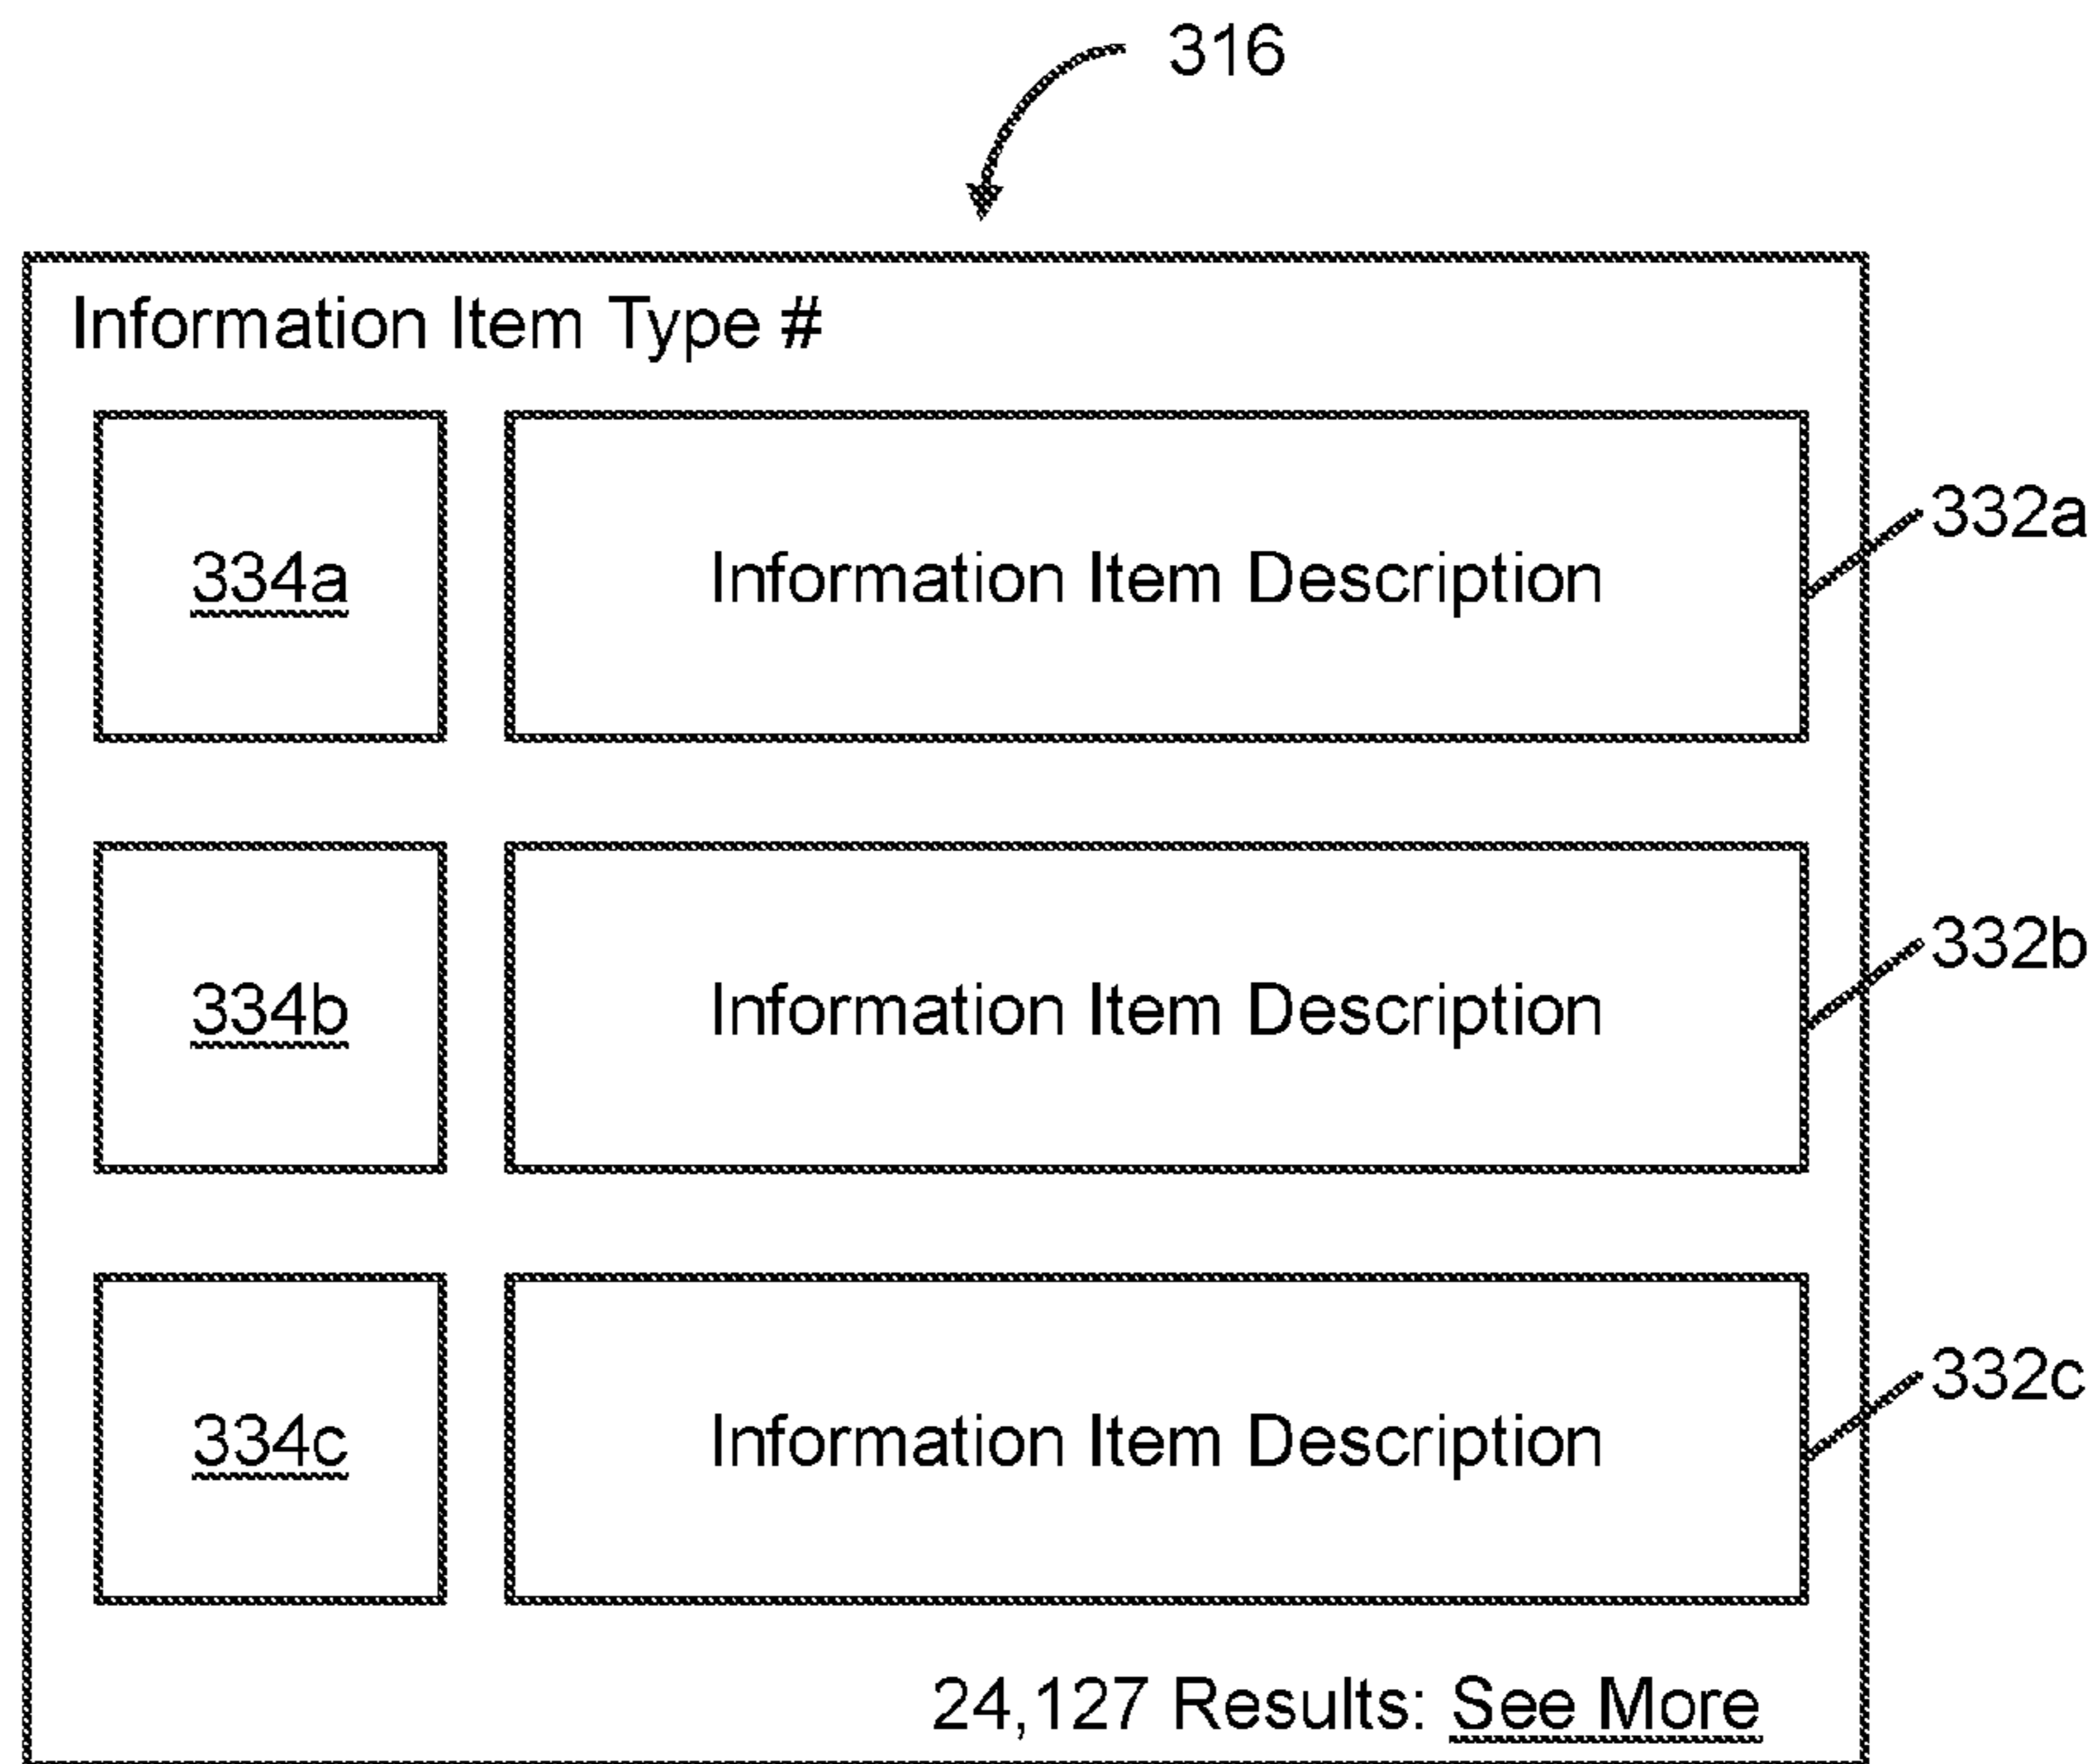 316
Information Item Type #
332a
334a
Information Item Description
332b
334b
Information Item Description
332c
334c
Information Item Description
24,127 Results: See More